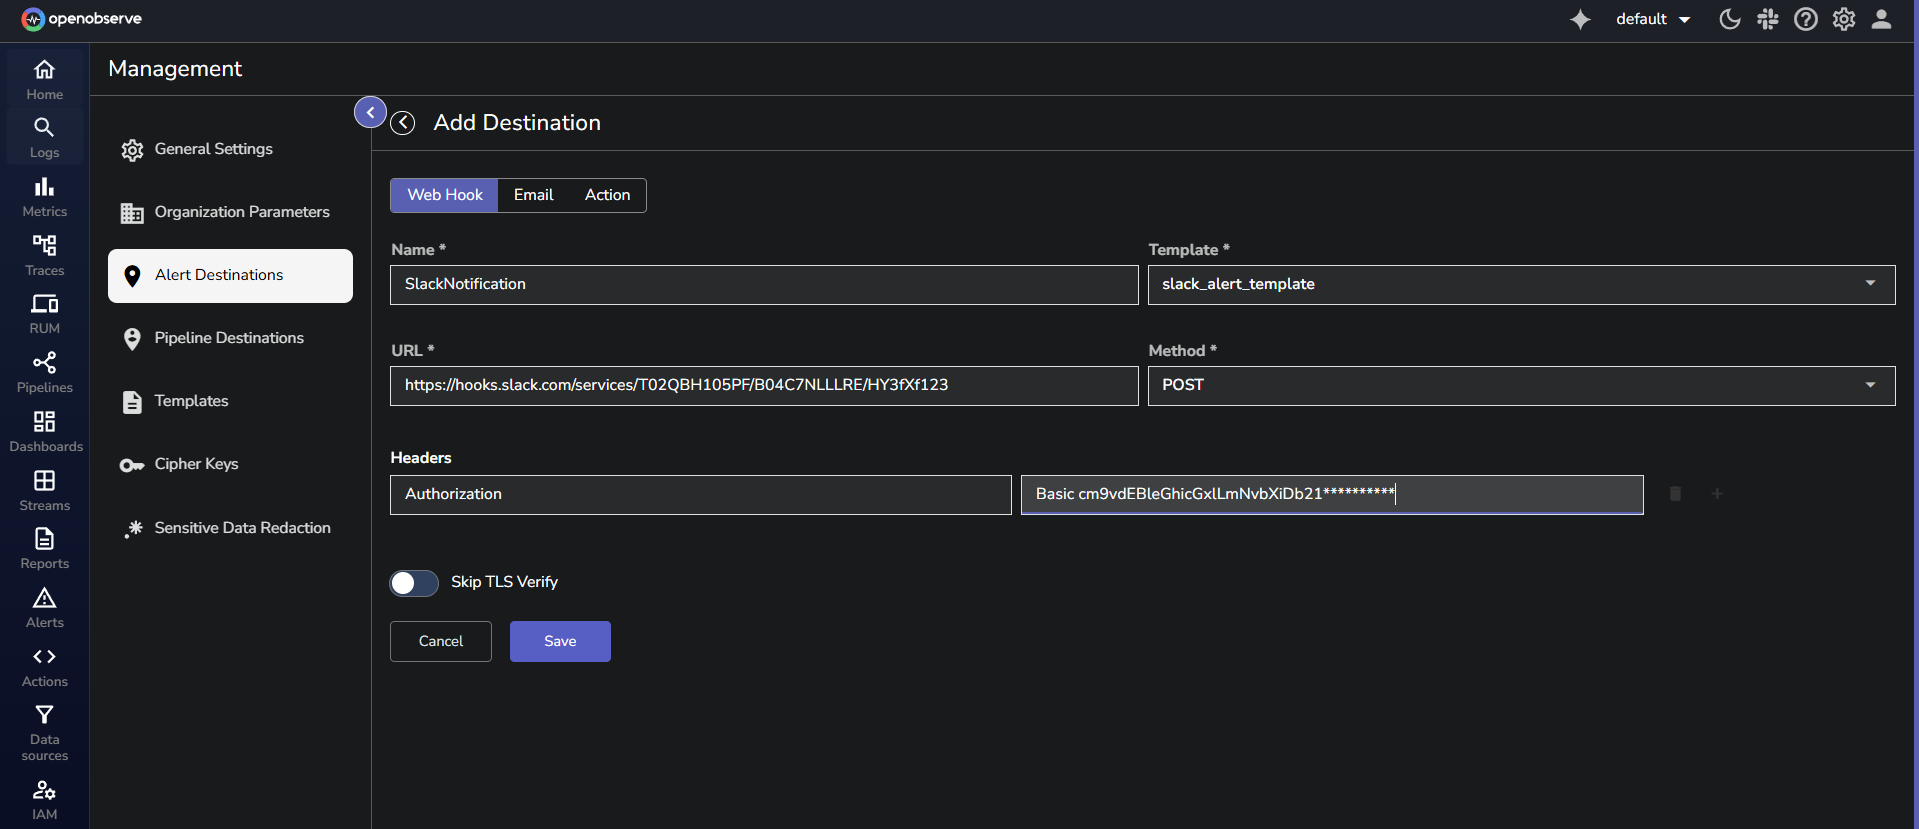 openobserve
default
Home
Logs
Metrics
Traces
RUM
Pipelines
Dashboards
Streams
Reports
Alerts
Actions
Data
sources
IAM
Management
General Settings
Organization Parameters
Alert Destinations
Pipeline Destinations
Templates
Cipher Keys
Sensitive Data Redaction
Add Destination
Web Hook Email Action
Name * Template *
SlackNotification slack_alert_template
URL * Method *
https://hooks.slack.com/services/T02QBH105PF/B04C7NLLLRE/HY3fXf123 POST
Headers
Authorization Basic cm9vdEBleGhicGxlLmNvbXiDb21**********
Skip TLS Verify
Cancel Save